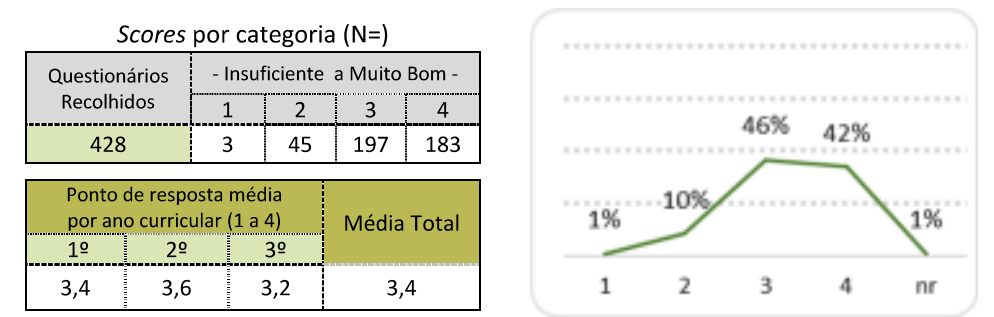 Scores por categoria (N=)
Questionários
Recolhidos
- Insuficiente a Muito Bom -
1 2 3 4
428 3 45 197 183
Ponto de resposta média
por ano curricular (1 a 4)
Média Total
1º 2º 3º
3,4 3,6 3,2 3,4
46% 42%
10%
1% 1%
1 2 3 4 nr